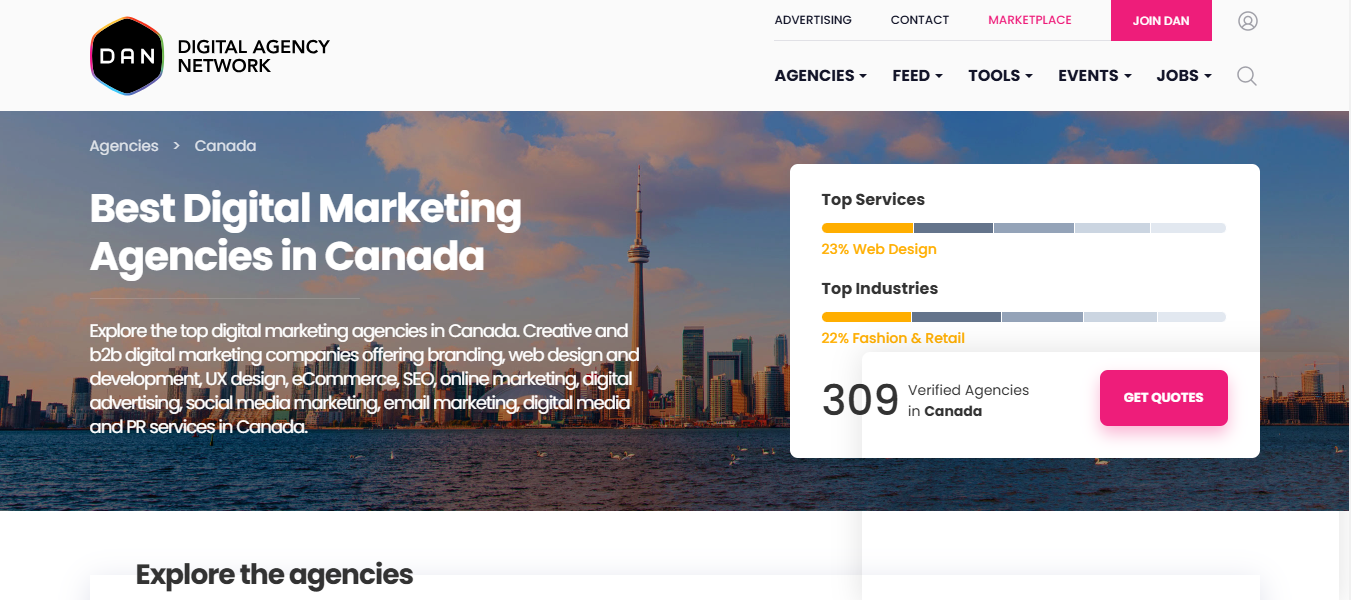 ADVERTISING CONTACT MARKETPLACE JOIN DAN
DAN DIGITAL AGENCY
NETWORK
AGENCIES FEED TOOLS EVENTS JOBS
Agencies > Canada
Best Digital Marketing
Agencies in Canada
Explore the top digital marketing agencies in Canada. Creative and
b2b digital marketing companies offering branding, web design and
development, UX design, eCommerce, SEO, online marketing, digital
advertising, social media marketing, email marketing, digital media
and PR services in Canada.
Top Services
23% Web Design
Top Industries
22% Fashion & Retail
309 Verified Agencies
in Canada
GET QUOTES
Explore the agencies